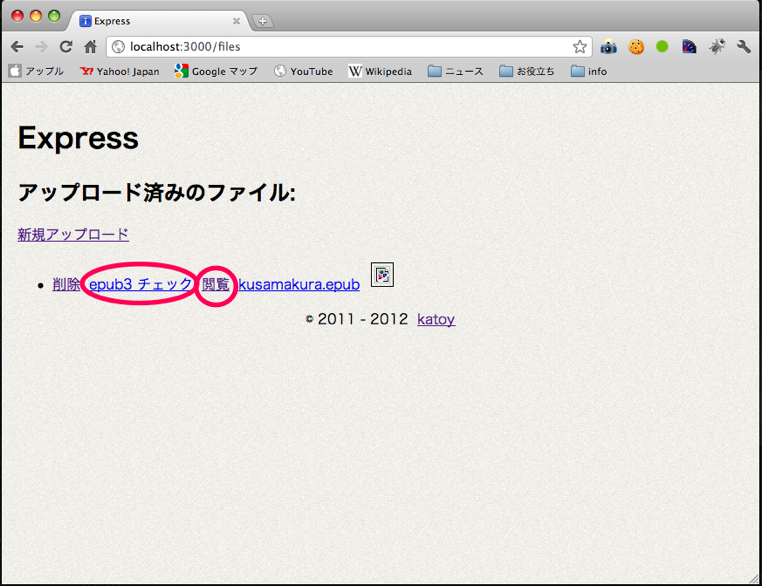 Express
localhost:3000/files
アップル Yahoo! Japan Google マップ YouTube Wikipedia ニュース お役立ち info
Express
アップロード済みのファイル:
新規アップロード
削除 epub3 チェック 閲覧 kusamakura.epub
© 2011 - 2012 katoy